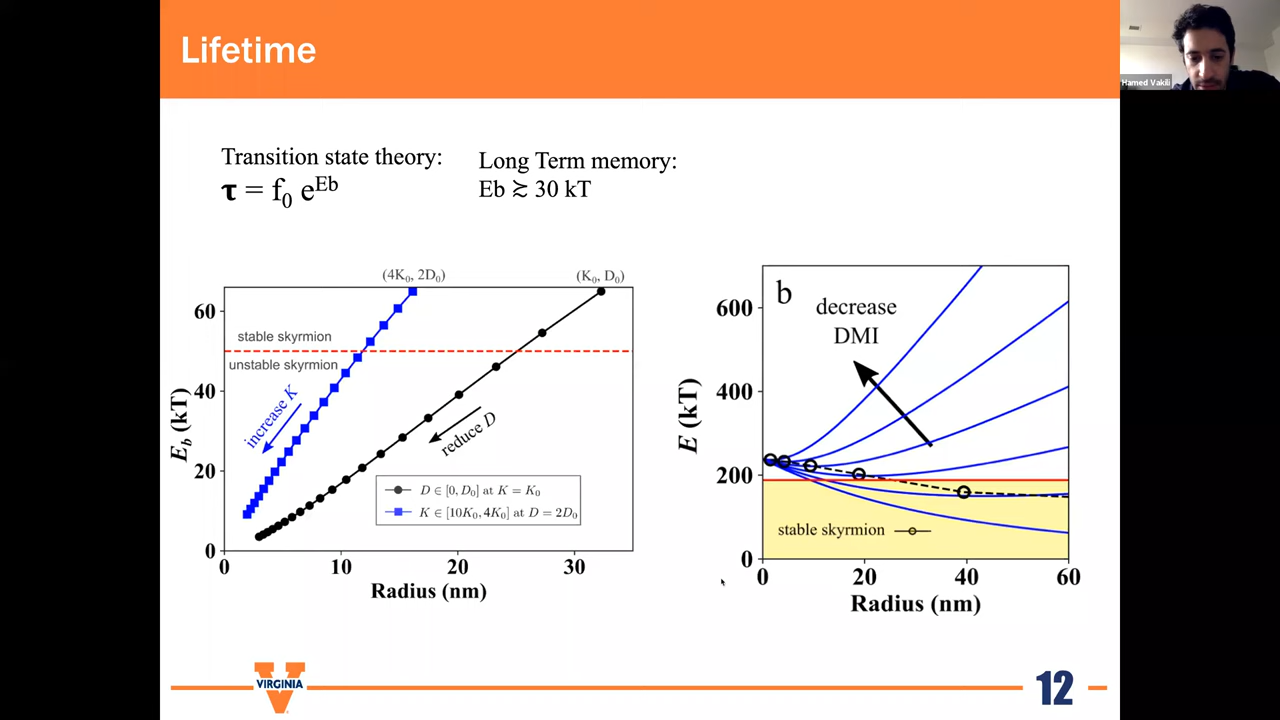 Lifetime
Hamed Vakili
Transition state theory:
τ = f₀ e^Eb
Long Term memory:
Eb ≳ 30 kT
(4K₀, 2D₀)
(K₀, D₀)
60
40
20
0
stable skyrmion
unstable skyrmion
increase K
reduce D
D ∈ [0, D₀] at K = K₀
K ∈ [10K₀, 4K₀] at D = 2D₀
E_b (kT)
0 10 20 30
Radius (nm)
b
decrease
DMI
600
400
200
0
E (kT)
stable skyrmion
0 20 40 60
Radius (nm)
VIRGINIA
12